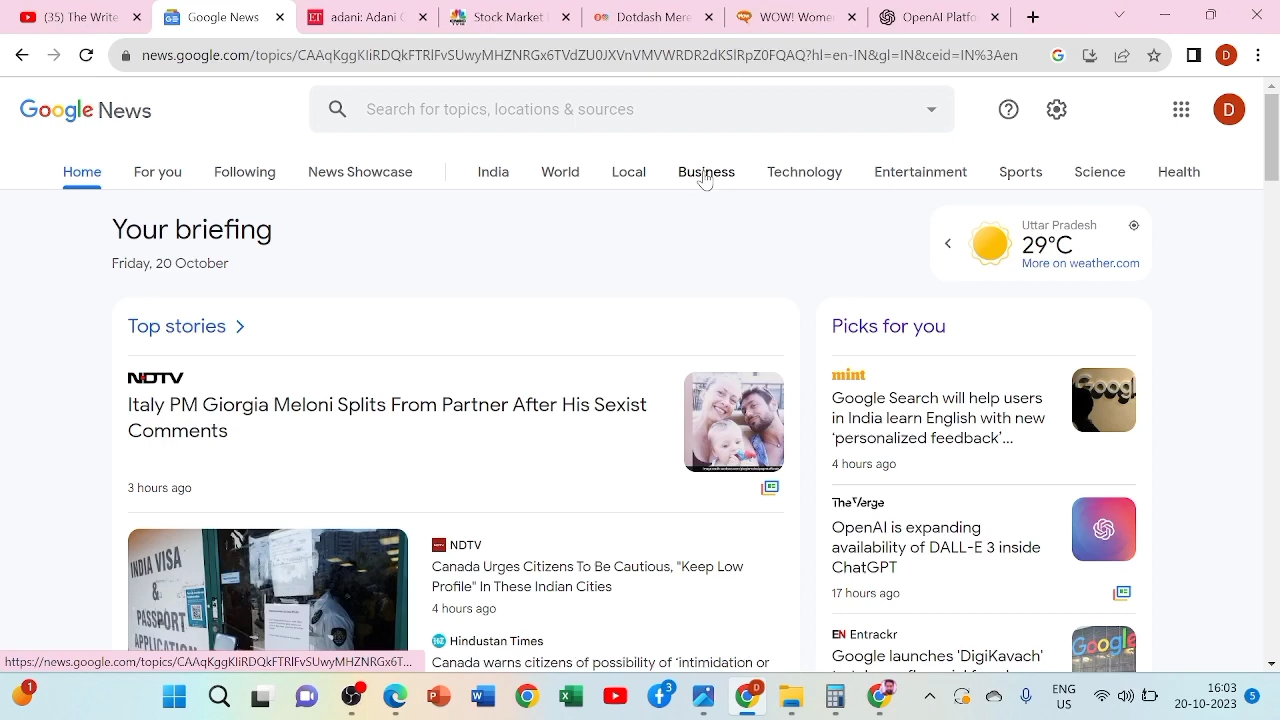 (35) The Write
Google News
ET adani: Adani G
Stock Market
Dotdash Mere
WOW! Wome
OpenAI Platfo
news.google.com/topics/CAAqKggKIiRDQkFTRlFvSUwyMHZNRGx6TVdZU0JXVnVMVWRDR2dKSlRpZ0FQAQ?hl=en-IN&gl=IN&ceid=IN%3Aen
D
Google News
Search for topics, locations & sources
D
Home For you Following News Showcase India World Local Business Technology Entertainment Sports Science Health
Your briefing
Friday, 20 October
Uttar Pradesh
29°C
More on weather.com
Top stories
NDTV
Italy PM Giorgia Meloni Splits From Partner After His Sexist
Comments
3 hours ago
INDIA VISA
&
PASSPORT
APPLICATION
NDTV
Canada Urges Citizens To Be Cautious, "Keep Low
Profile" In These Indian Cities
4 hours ago
Hindustan Times
Canada warns citizens of possibility of 'intimidation or
Picks for you
mint
Google Search will help users
in India learn English with new
'personalized feedback'...
4 hours ago
The Verge
OpenAI is expanding
availability of DALL-E 3 inside
ChatGPT
17 hours ago
EN Entrackr
Google launches 'DigiKavach'
https://news.google.com/topics/CAAqKggKIiRDQkFTRlFvSUwyMHZNRGx6T...
1
3
D
ENG
US
16:03
20-10-2023
5